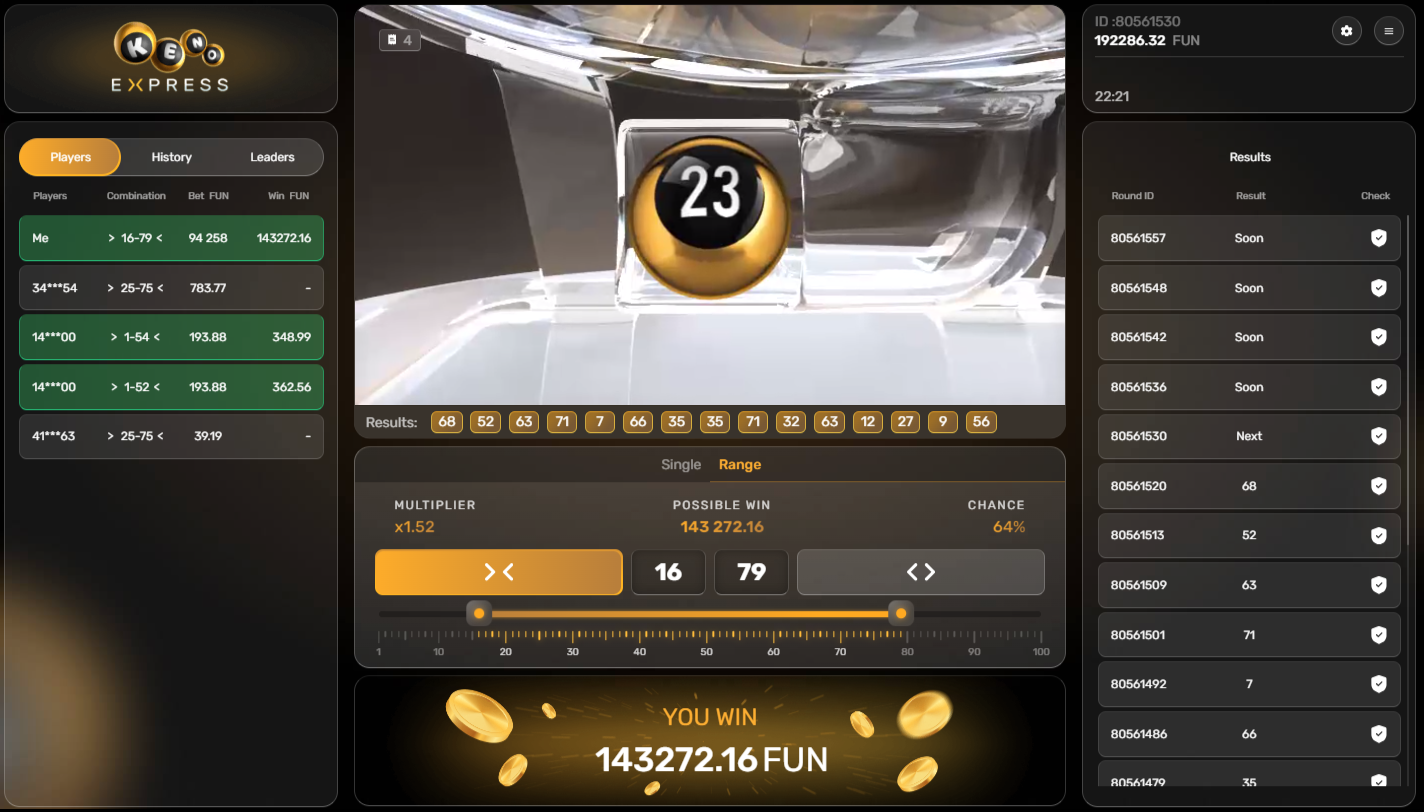 KENO
EXPRESS
Players History Leaders
Players Combination Bet FUN Win FUN
Me > 16-79 < 94 258 143272.16
34***54 > 25-75 < 783.77 -
14***00 > 1-54 < 193.88 348.99
14***00 > 1-52 < 193.88 362.56
41***63 > 25-75 < 39.19 -
4
23
Results: 68 52 63 71 7 66 35 35 71 32 63 12 27 9 56
Single Range
MULTIPLIER POSSIBLE WIN CHANCE
x1.52 143 272.16 64%
> < 16 79 < >
1 10 20 30 40 50 60 70 80 90 100
YOU WIN
143272.16 FUN
ID :80561530
192286.32 FUN
22:21
Results
Round ID Result Check
80561557 Soon
80561548 Soon
80561542 Soon
80561536 Soon
80561530 Next
80561520 68
80561513 52
80561509 63
80561501 71
80561492 7
80561486 66
80561479 35